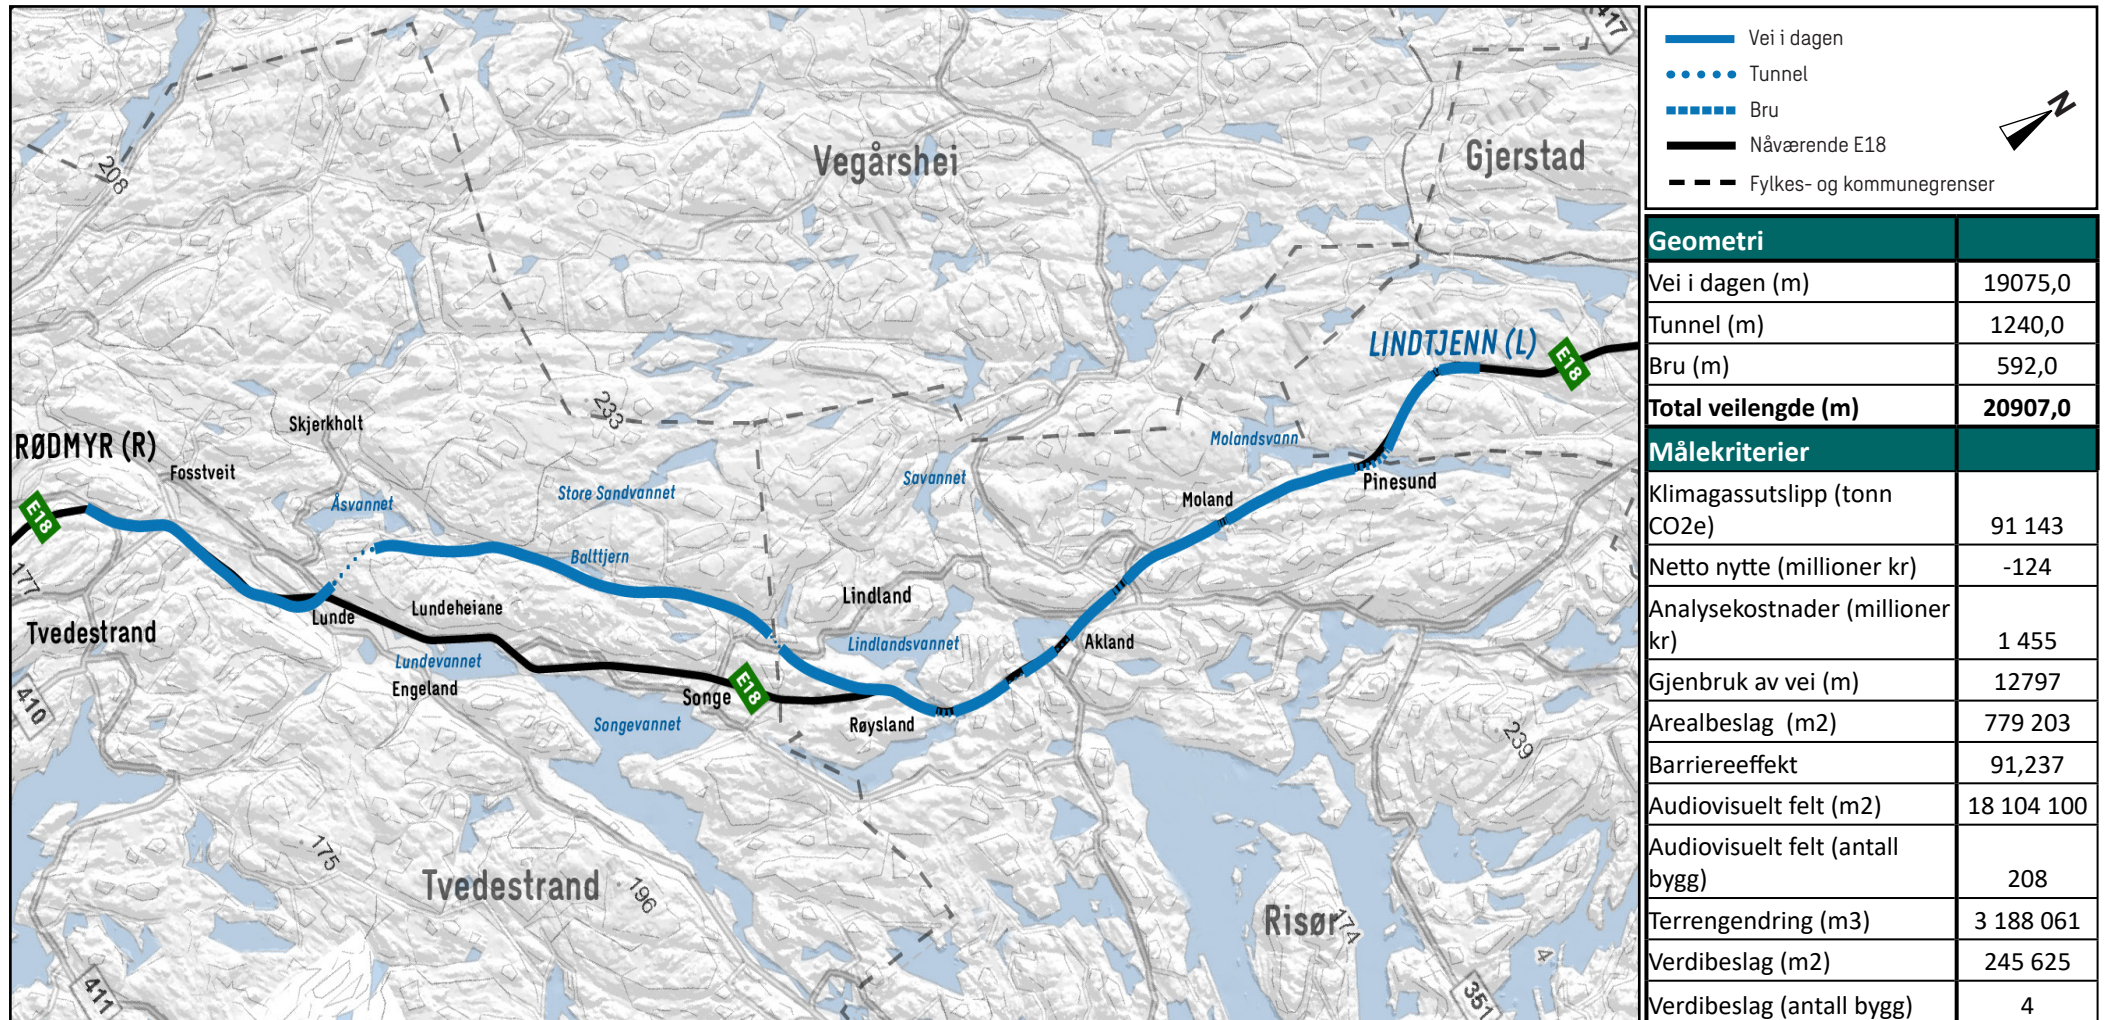 417
Vegårshei
Gjerstad
208
LINDTJENN (L)
E18
233
Skjerkholt
RØDMYR (R)
Fosstveit
Molandsvann
Savannet
Pinesund
Store Sandvannet
Åsvannet
Moland
E18
Balttjern
177
Lindland
Lundeheiane
Lunde
Tvedestrand
Lindlandsvannet
Akland
Lundevannet
Engeland
E18
Songe
410
Songevannet
Røysland
239
175
Tvedestrand
196
Risør
174
4
411
351
Vei i dagen
Tunnel
Bru
Nåværende E18
Fylkes- og kommunegrenser
N
Geometri
Vei i dagen (m) 19075,0
Tunnel (m) 1240,0
Bru (m) 592,0
Total veilengde (m) 20907,0
Målekriterier
Klimagassutslipp (tonn
CO2e) 91 143
Netto nytte (millioner kr) -124
Analysekostnader (millioner
kr) 1 455
Gjenbruk av vei (m) 12797
Arealbeslag (m2) 779 203
Barriereeffekt 91,237
Audiovisuelt felt (m2) 18 104 100
Audiovisuelt felt (antall
bygg) 208
Terrengendring (m3) 3 188 061
Verdibeslag (m2) 245 625
Verdibeslag (antall bygg) 4